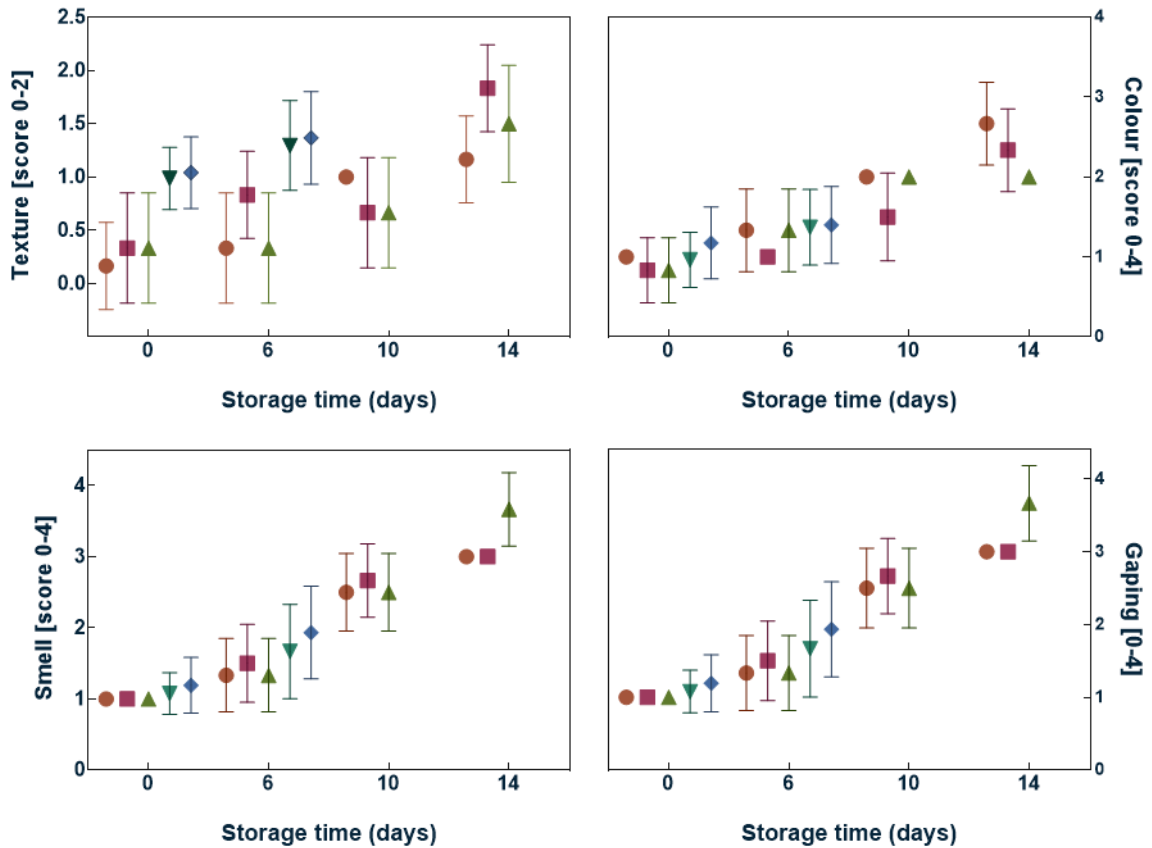 Texture [score 0-2]
2.5
2.0
1.5
1.0
0.5
0.0
0 6 10 14
Storage time (days)
Colour [score 0-4]
4
3
2
1
0
0 6 10 14
Storage time (days)
Smell [score 0-4]
4
3
2
1
0
0 6 10 14
Storage time (days)
Gaping [0-4]
4
3
2
1
0
0 6 10 14
Storage time (days)